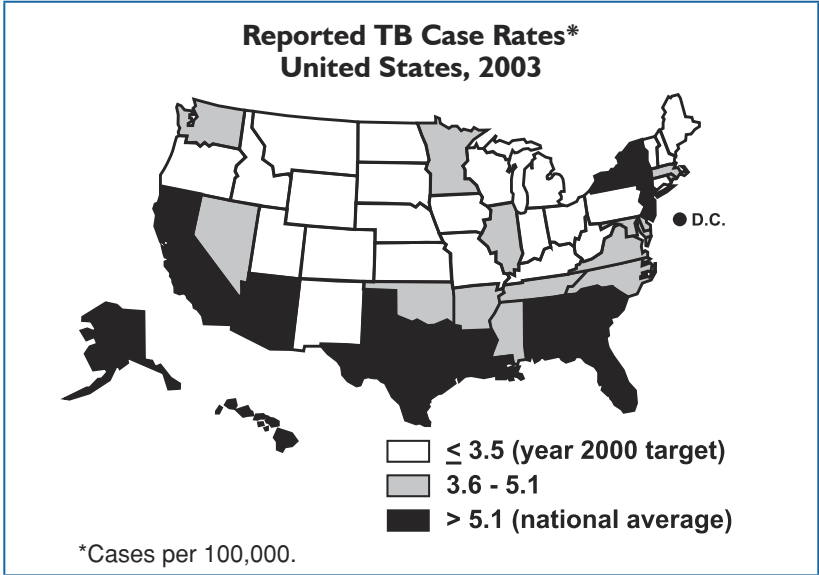 Reported TB Case Rates*
United States, 2003
D.C.
≤ 3.5 (year 2000 target)
3.6 - 5.1
> 5.1 (national average)
*Cases per 100,000.